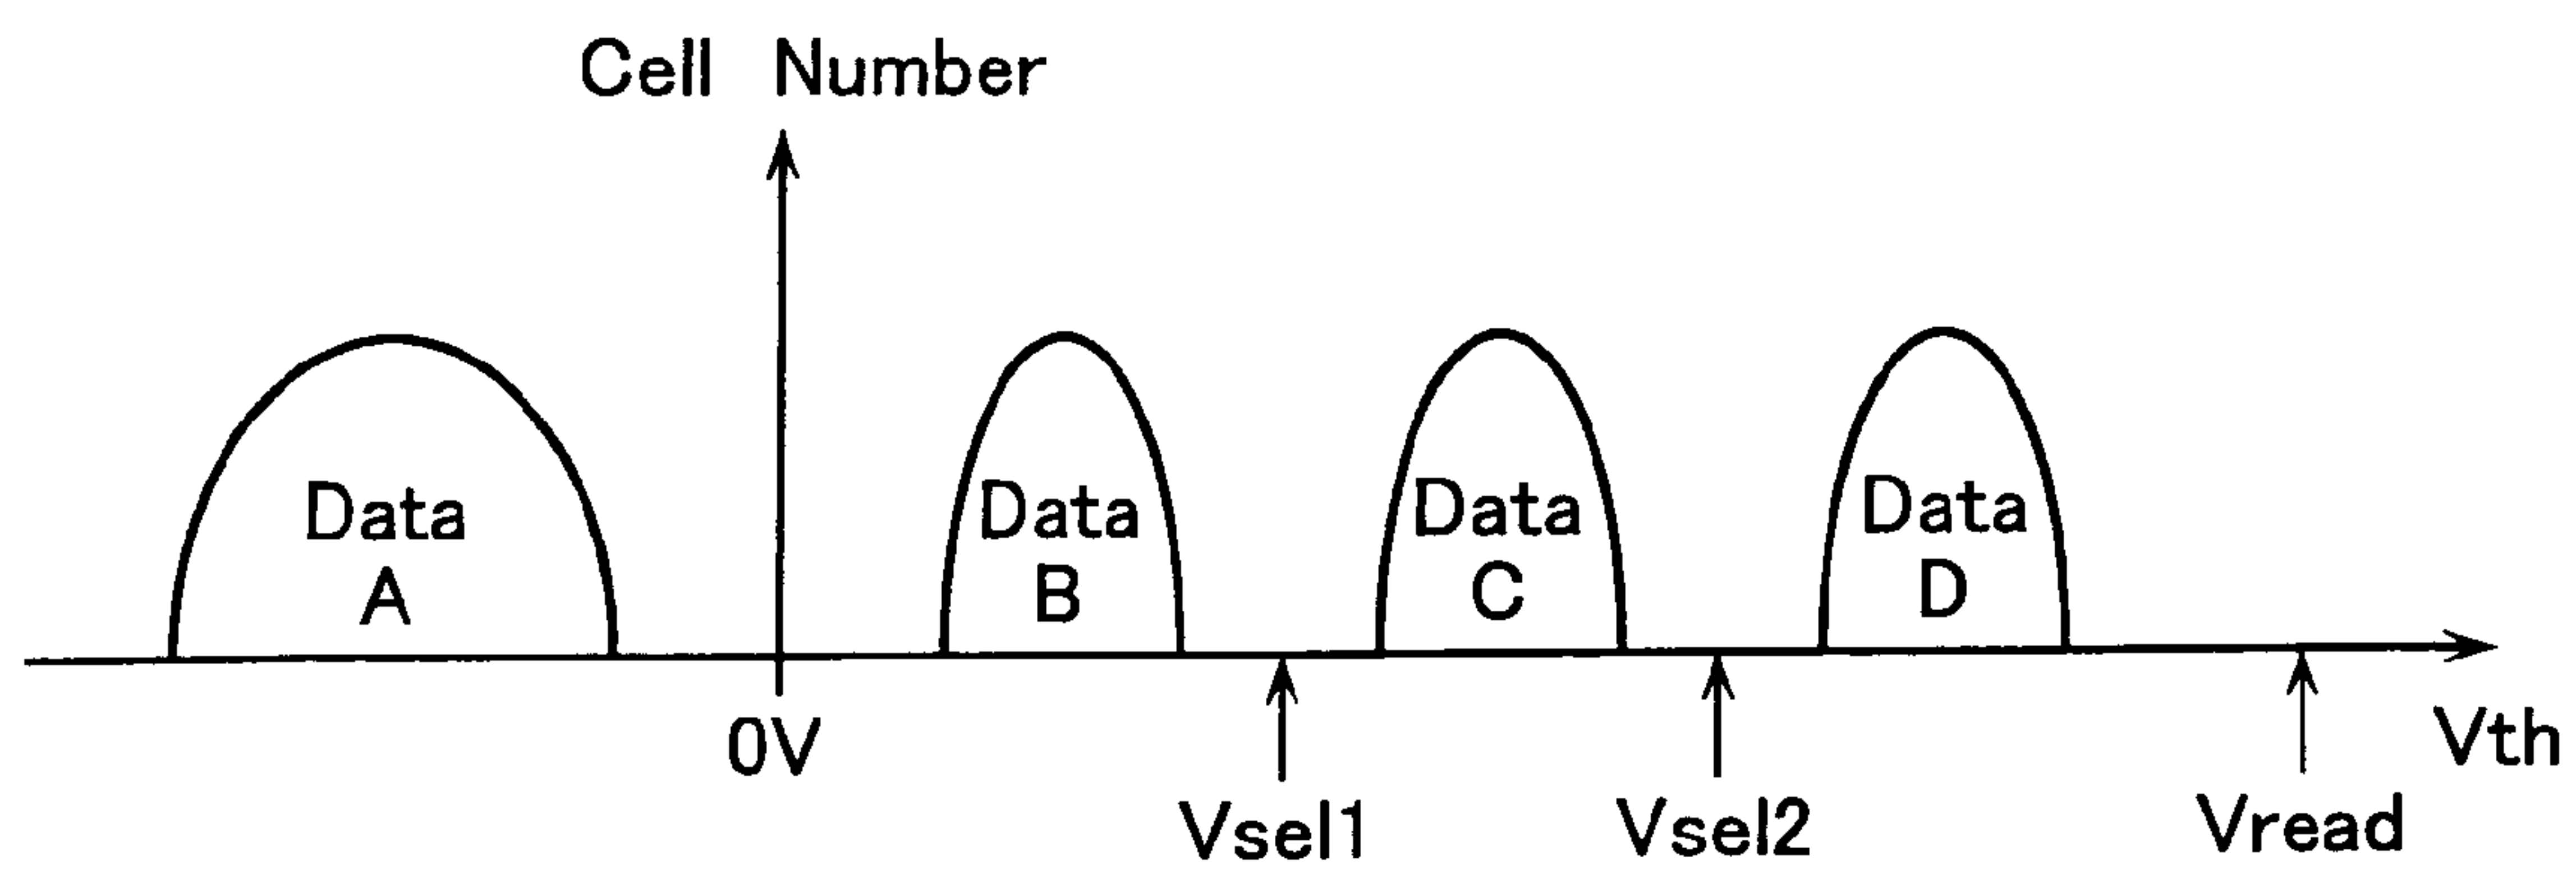 Cell Number
Data
A
Data
B
Data
C
Data
D
0V
Vsel1
Vsel2
Vread
Vth